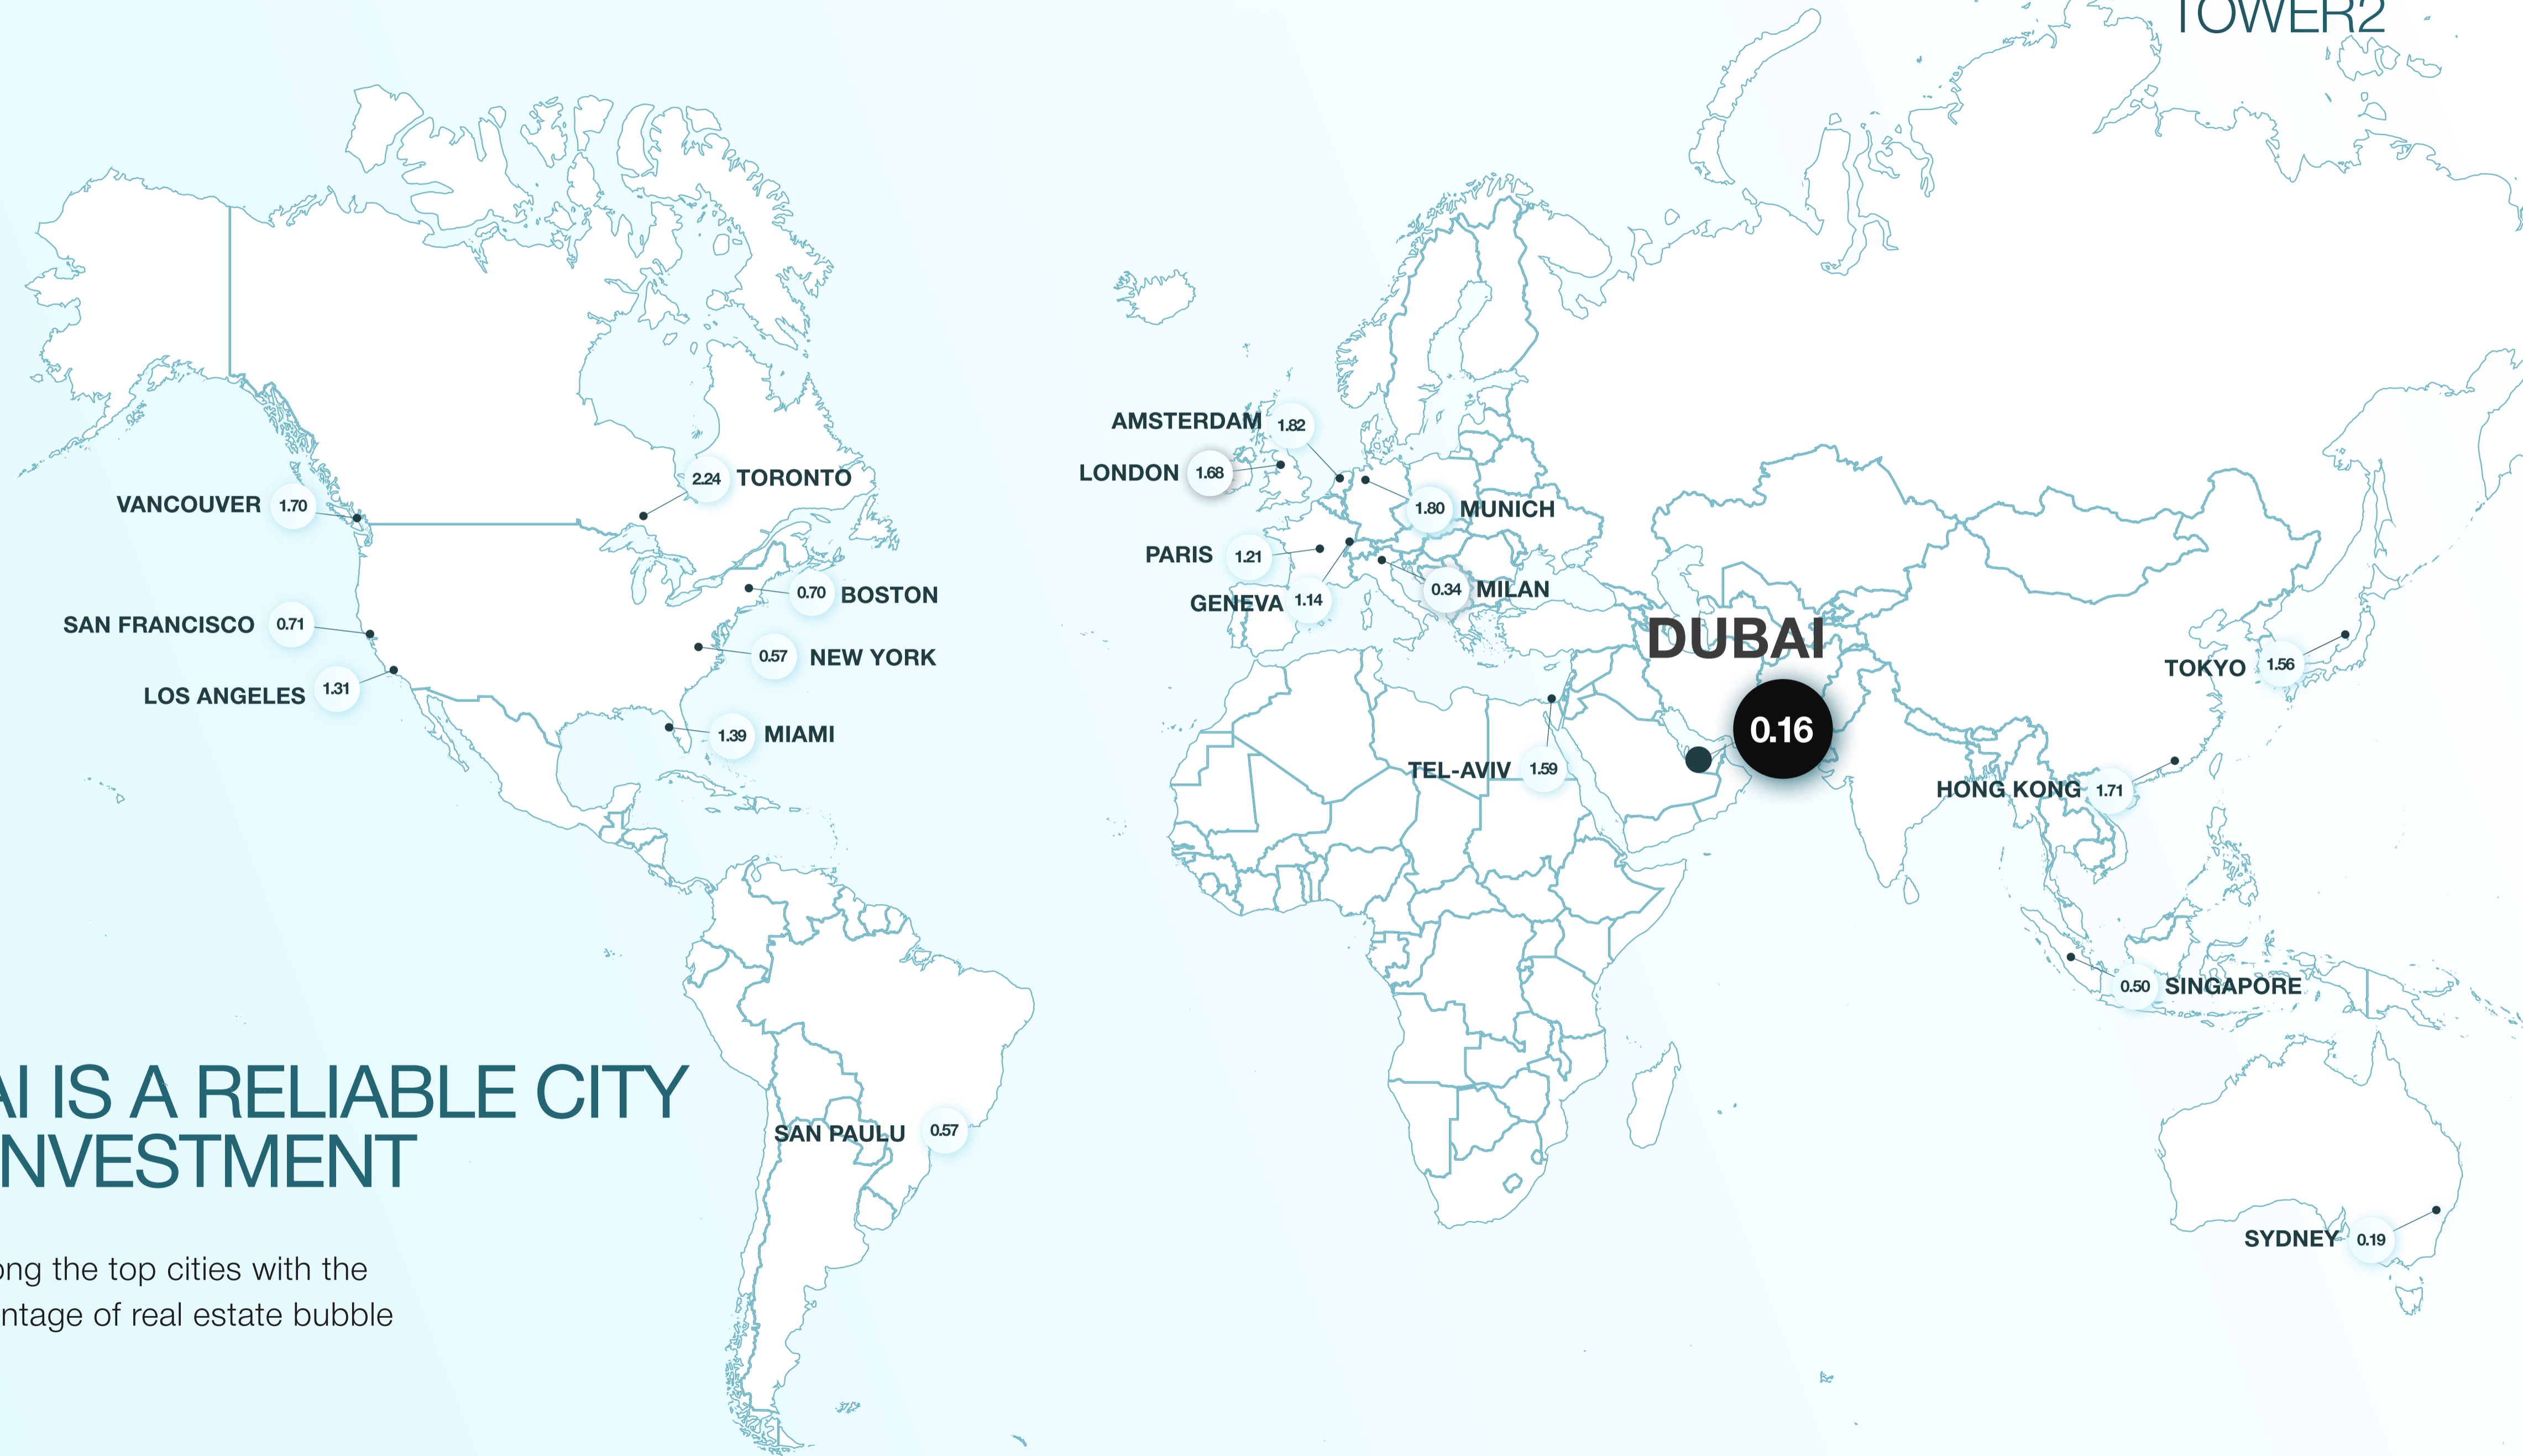 TOWER2
AMSTERDAM 1.82
LONDON 1.68
2.24 TORONTO
VANCOUVER 1.70
1.80 MUNICH
PARIS 1.21
0.34 MILAN
GENEVA 1.14
0.70 BOSTON
SAN FRANCISCO 0.71
DUBAI
0.57 NEW YORK
TOKYO 1.56
LOS ANGELES 1.31
1.39 MIAMI
0.16
TEL-AVIV 1.59
HONG KONG 1.71
0.50 SINGAPORE
AI IS A RELIABLE CITY
SAN PAULU 0.57
NVESTMENT
SYDNEY 0.19
ong the top cities with the
ntage of real estate bubble